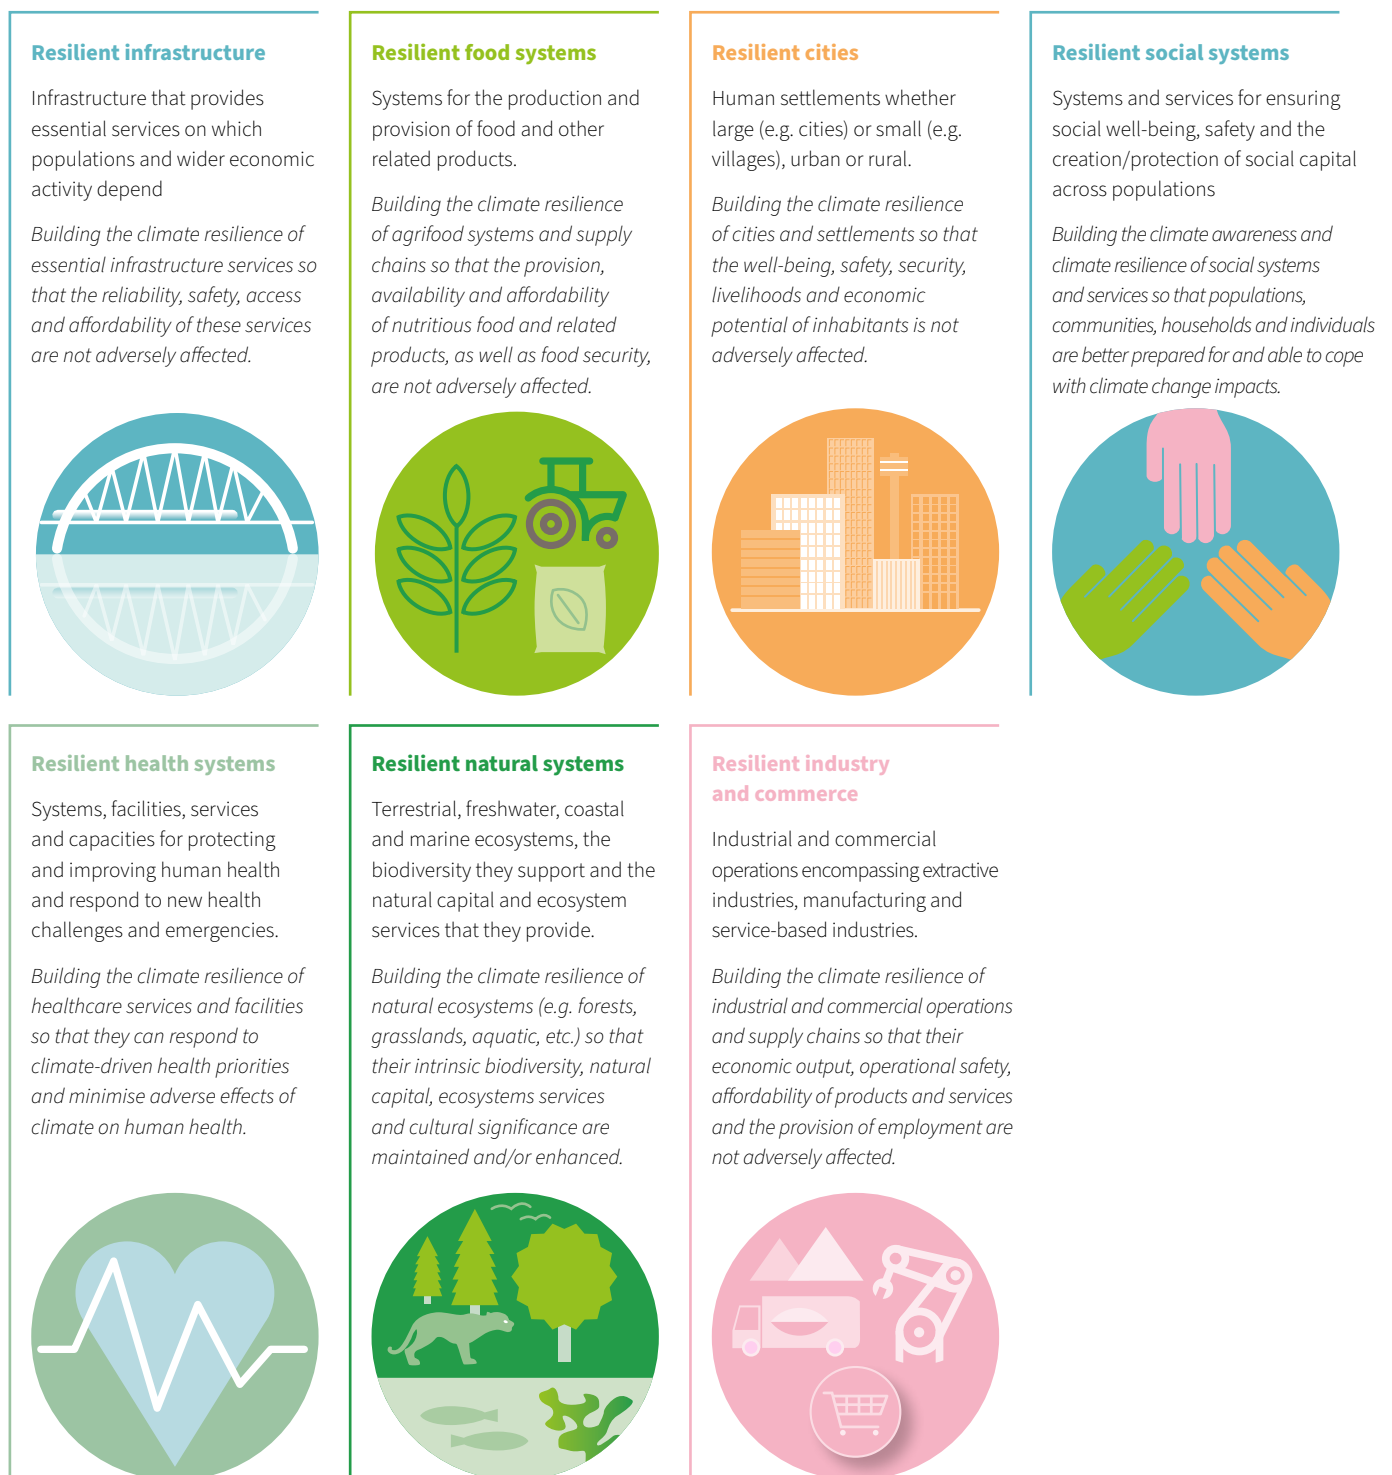 Resilient infrastructure
Infrastructure that provides
essential services on which
populations and wider economic
activity depend
Building the climate resilience of
essential infrastructure services so
that the reliability, safety, access
and affordability of these services
are not adversely affected.
Resilient food systems
Systems for the production and
provision of food and other
related products.
Building the climate resilience
of agrifood systems and supply
chains so that the provision,
availability and affordability
of nutritious food and related
products, as well as food security,
are not adversely affected.
Resilient cities
Human settlements whether
large (e.g. cities) or small (e.g.
villages), urban or rural.
Building the climate resilience
of cities and settlements so that
the well-being, safety, security,
livelihoods and economic
potential of inhabitants is not
adversely affected.
Resilient social systems
Systems and services for ensuring
social well-being, safety and the
creation/protection of social capital
across populations
Building the climate awareness and
climate resilience of social systems
and services so that populations,
communities, households and individuals
are better prepared for and able to cope
with climate change impacts.
Resilient health systems
Systems, facilities, services
and capacities for protecting
and improving human health
and respond to new health
challenges and emergencies.
Building the climate resilience of
healthcare services and facilities
so that they can respond to
climate-driven health priorities
and minimise adverse effects of
climate on human health.
Resilient natural systems
Terrestrial, freshwater, coastal
and marine ecosystems, the
biodiversity they support and the
natural capital and ecosystem
services that they provide.
Building the climate resilience of
natural ecosystems (e.g. forests,
grasslands, aquatic, etc.) so that
their intrinsic biodiversity, natural
capital, ecosystems services
and cultural significance are
maintained and/or enhanced.
Resilient industry
and commerce
Industrial and commercial
operations encompassing extractive
industries, manufacturing and
service-based industries.
Building the climate resilience of
industrial and commercial operations
and supply chains so that their
economic output, operational safety,
affordability of products and services
and the provision of employment are
not adversely affected.